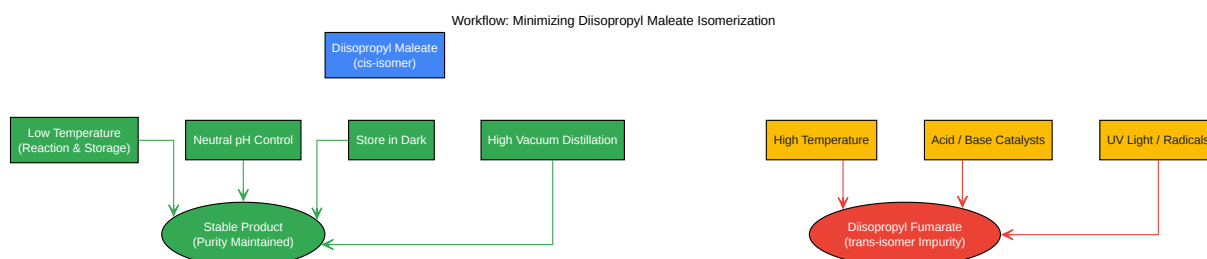 Workflow: Minimizing Diisopropyl Maleate Isomerization
Diisopropyl Maleate
(cis-isomer)
Low Temperature
(Reaction & Storage)
Neutral pH Control
Store in Dark
High Vacuum Distillation
High Temperature
Acid / Base Catalysts
UV Light / Radicals
Stable Product
(Purity Maintained)
Diisopropyl Fumarate
(trans-isomer Impurity)